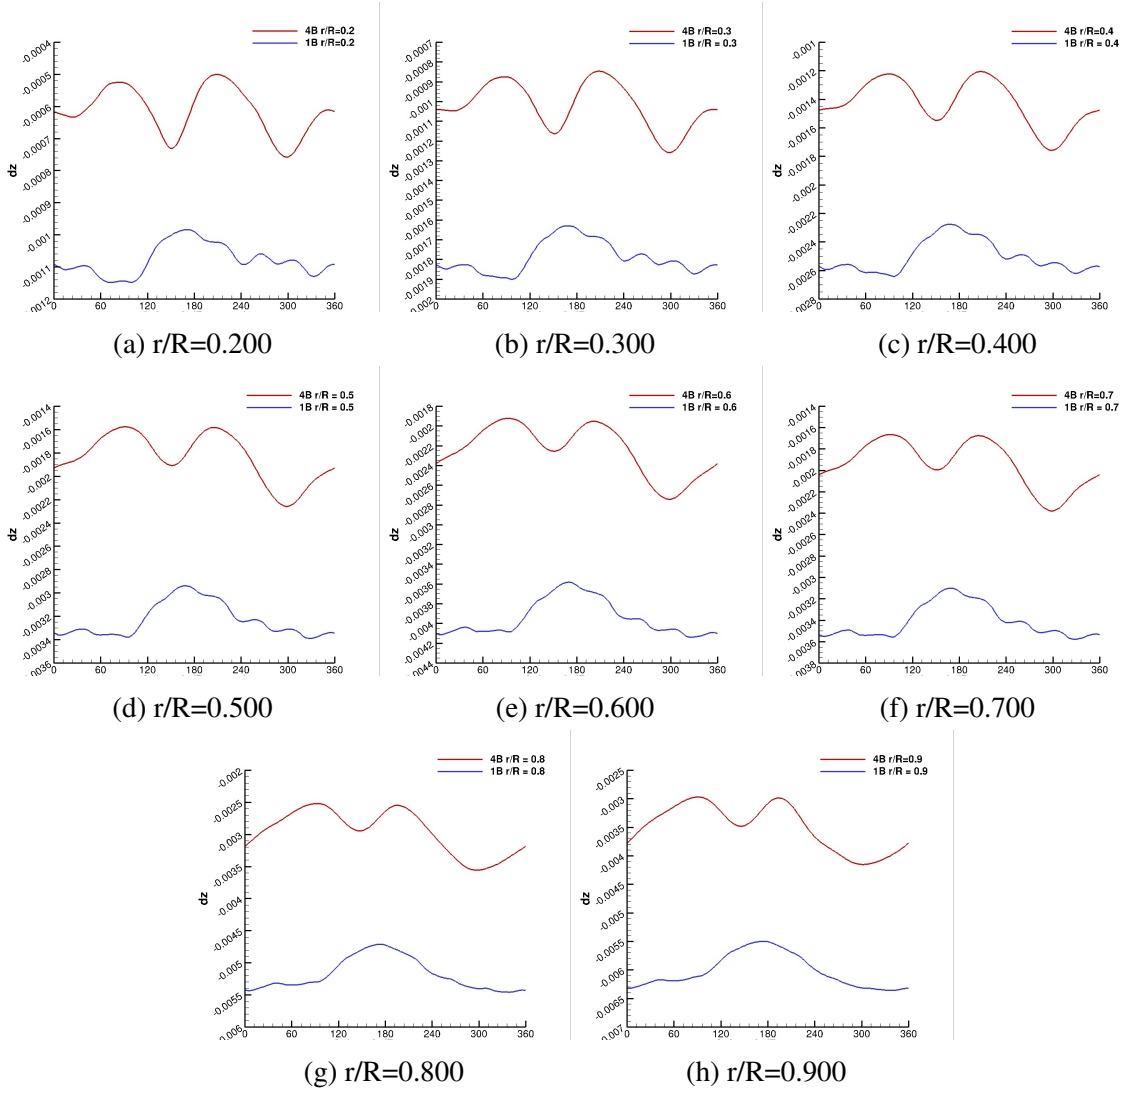 4B r/R=0.2
1B r/R=0.2
-0.0004
-0.0005
-0.0006
-0.0007
-0.0008
-0.0009
-0.001
-0.0011
-0.0012
dz
0 60 120 180 240 300 360
(a) r/R=0.200
4B r/R=0.3
1B r/R = 0.3
-0.0007
-0.0008
-0.0009
-0.001
-0.0011
-0.0012
-0.0013
-0.0014
-0.0015
-0.0016
-0.0017
-0.0018
-0.0019
-0.002
dz
0 60 120 180 240 300 360
(b) r/R=0.300
4B r/R=0.4
1B r/R = 0.4
-0.001
-0.0012
-0.0014
-0.0016
-0.0018
-0.002
-0.0022
-0.0024
-0.0026
-0.0028
dz
0 60 120 180 240 300 360
(c) r/R=0.400
4B r/R = 0.5
1B r/R = 0.5
-0.0014
-0.0016
-0.0018
-0.002
-0.0022
-0.0024
-0.0026
-0.0028
-0.003
-0.0032
-0.0034
-0.0036
dz
0 60 120 180 240 300 360
(d) r/R=0.500
4B r/R=0.6
1B r/R = 0.6
-0.0018
-0.002
-0.0022
-0.0024
-0.0026
-0.0028
-0.003
-0.0032
-0.0034
-0.0036
-0.0038
-0.004
-0.0042
-0.0044
dz
0 60 120 180 240 300 360
(e) r/R=0.600
4B r/R=0.7
1B r/R = 0.7
-0.0014
-0.0016
-0.0018
-0.002
-0.0022
-0.0024
-0.0026
-0.0028
-0.003
-0.0032
-0.0034
-0.0036
-0.0038
dz
0 60 120 180 240 300 360
(f) r/R=0.700
4B r/R = 0.8
1B r/R = 0.8
-0.002
-0.0025
-0.003
-0.0035
-0.004
-0.0045
-0.005
-0.0055
-0.006
dz
0 60 120 180 240 300 360
(g) r/R=0.800
4B r/R=0.9
1B r/R = 0.9
-0.0025
-0.003
-0.0035
-0.004
-0.0045
-0.005
-0.0055
-0.006
-0.0065
-0.007
dz
0 60 120 180 240 300 360
(h) r/R=0.900